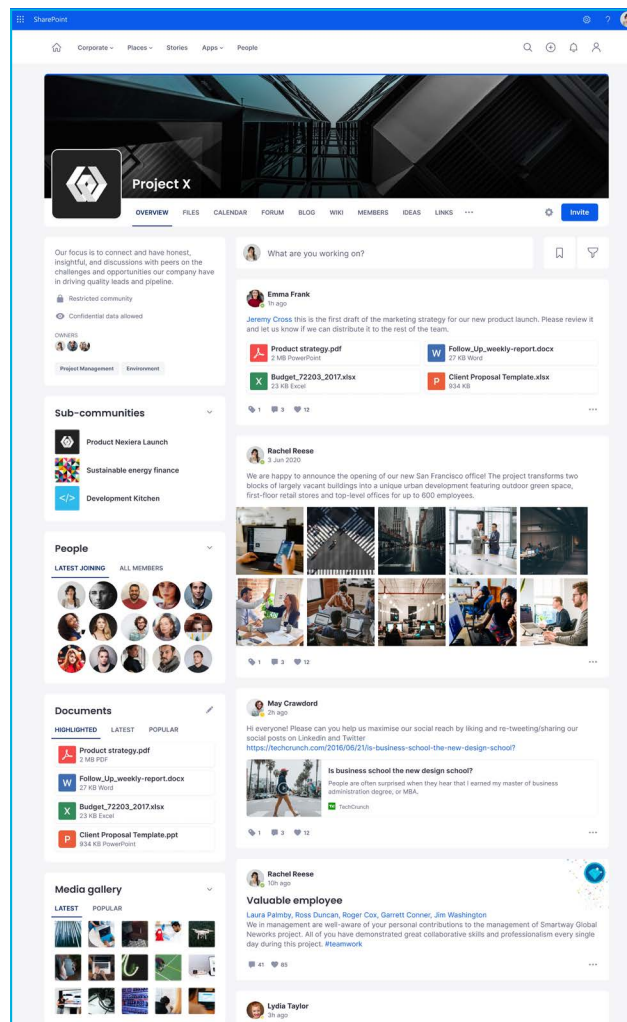 SharePoint
?
Corporate Places Stories Apps People
Project X
OVERVIEW FILES CALENDAR FORUM BLOG WIKI MEMBERS IDEAS LINKS ...
Invite
Our focus is to connect and have honest,
insightful, and discussions with peers on the
challenges and opportunities our company have
in driving quality leads and pipeline.
Restricted community
Confidential data allowed
OWNERS
Project Management Environment
Sub-communities
Product Nexiera Launch
Sustainable energy finance
</>
Development Kitchen
People
LATEST JOINING ALL MEMBERS
Documents
HIGHLIGHTED LATEST POPULAR
Product strategy.pdf
2 MB PDF
W
Follow_Up_weekly-report.docx
27 KB Word
X
Budget_72203_2017.xlsx
23 KB Excel
P
Client Proposal Template.ppt
934 KB PowerPoint
Media gallery
LATEST POPULAR
What are you working on?
Emma Frank
1h ago
Jeremy Cross this is the first draft of the marketing strategy for our new product launch. Please review it
and let us know if we can distribute it to the rest of the team.
Product strategy.pdf
2 MB PowerPoint
W
Follow_Up_weekly-report.docx
27 KB Word
X
Budget_72203_2017.xlsx
23 KB Excel
P
Client Proposal Template.xlsx
934 KB
1 3 12
...
Rachel Reese
3 Jun 2020
We are happy to announce the opening of our new San Francisco office! The project transforms two
blocks of largely vacant buildings into a unique urban development featuring outdoor green space,
first-floor retail stores and top-level offices for up to 600 employees.
1 3 12
...
May Crawdord
2h ago
Hi everyone! Please can you help us maximise our social reach by liking and re-tweeting/sharing our
social posts on Linkedin and Twitter
https://techcrunch.com/2016/06/21/is-business-school-the-new-design-school?
Is business school the new design school?
People are often surprised when they hear that I earned my master of business
administration degree, or MBA.
TechCrunch
1 3 12
...
Rachel Reese
10h ago
Valuable employee
Laura Palmby, Ross Duncan, Roger Cox, Garrett Conner, Jim Washington
We in management are well-aware of your personal contributions to the management of Smartway Global
Neworks project. All of you have demonstrated great collaborative skills and professionalism every single
day during this project. #teamwork
41 65
...
Lydia Taylor
3h ago